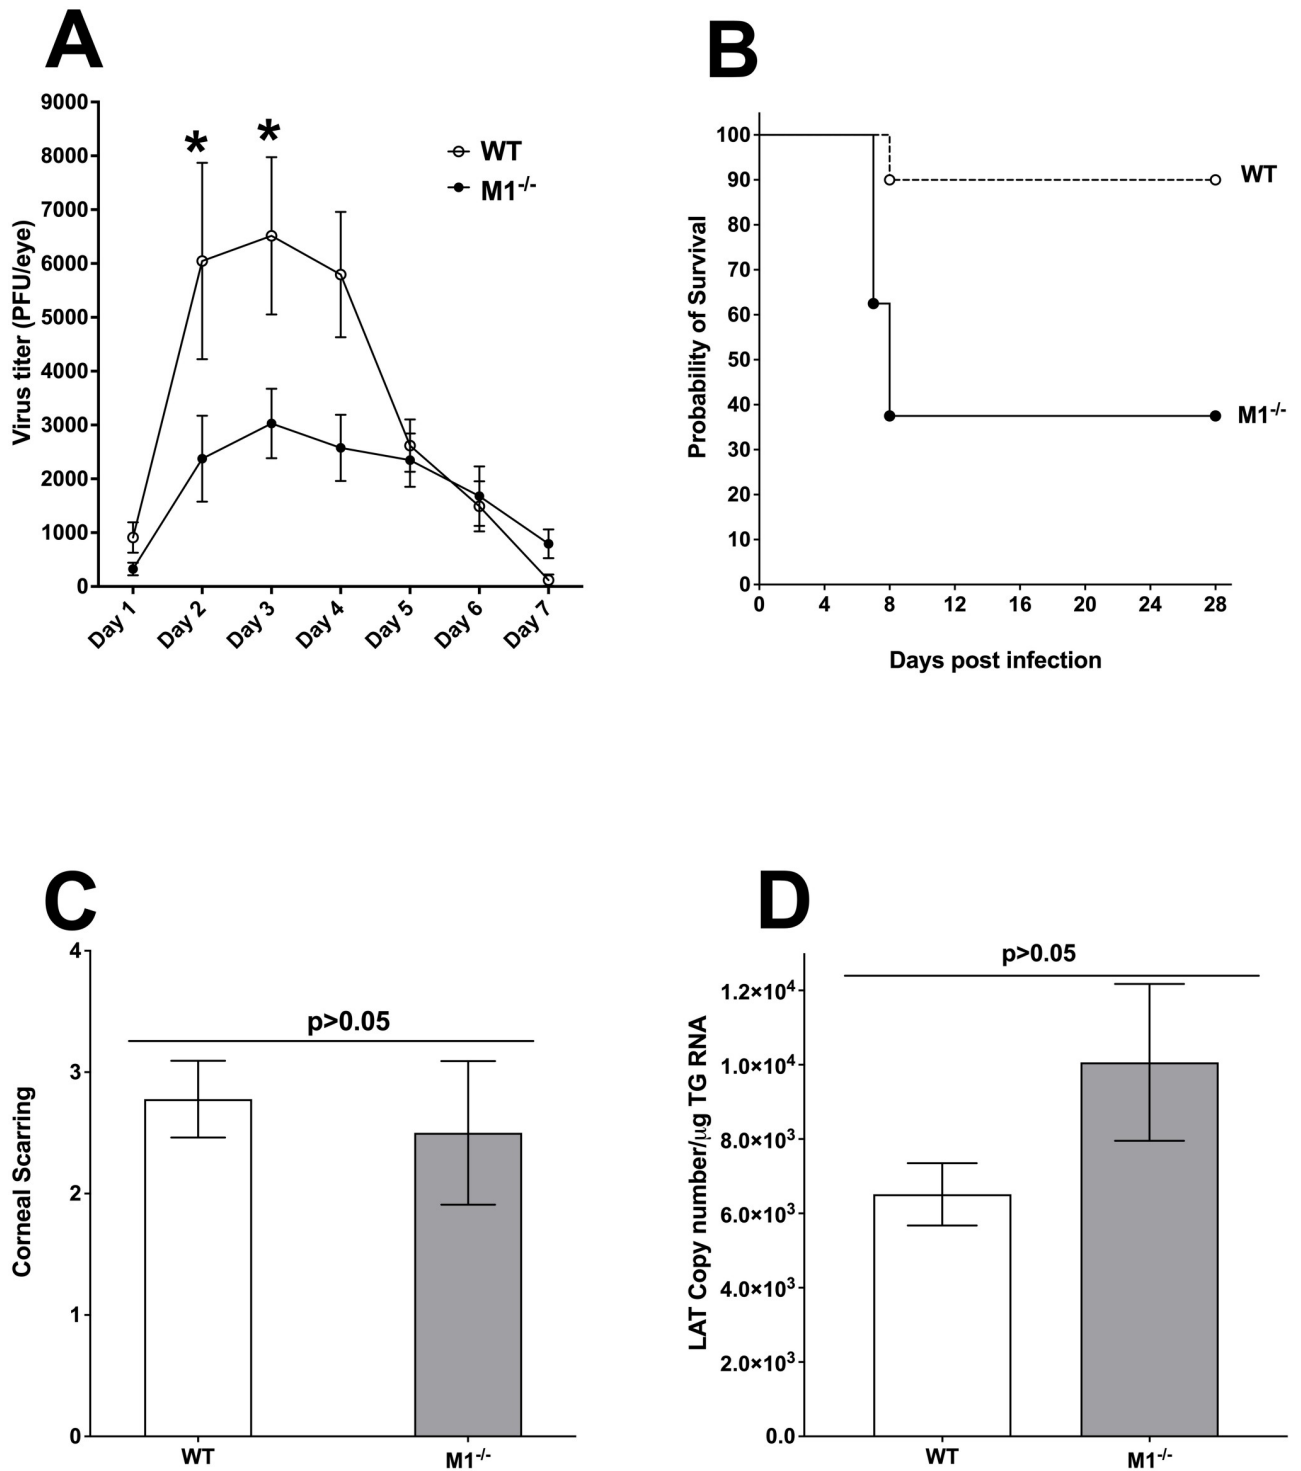 A
9000
8000
7000
6000
5000
4000
3000
2000
1000
0
Virus titer (PFU/eye)
*
*
WT
M1-/-
Day 1
Day 2
Day 3
Day 4
Day 5
Day 6
Day 7
B
100
90
80
70
60
50
40
30
20
10
0
Probability of Survival
WT
M1-/-
0 4 8 12 16 20 24 28
Days post infection
C
4
3
2
1
0
Corneal Scarring
p>0.05
WT
M1-/-
D
1.2×10⁴
1.0×10⁴
8.0×10³
6.0×10³
4.0×10³
2.0×10³
0.0
LAT Copy number/μg TG RNA
p>0.05
WT
M1-/-